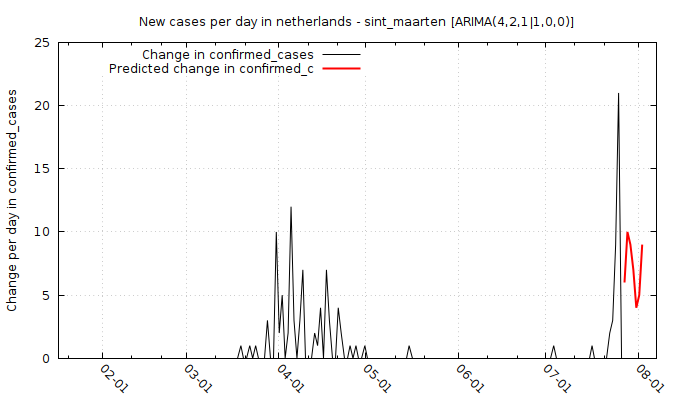 New cases per day in netherlands - sint_maarten [ARIMA(4,2,1|1,0,0)]
Change in confirmed_cases
Predicted change in confirmed_c
Change per day in confirmed_cases
25
20
15
10
5
0
02-01 03-01 04-01 05-01 06-01 07-01 08-01